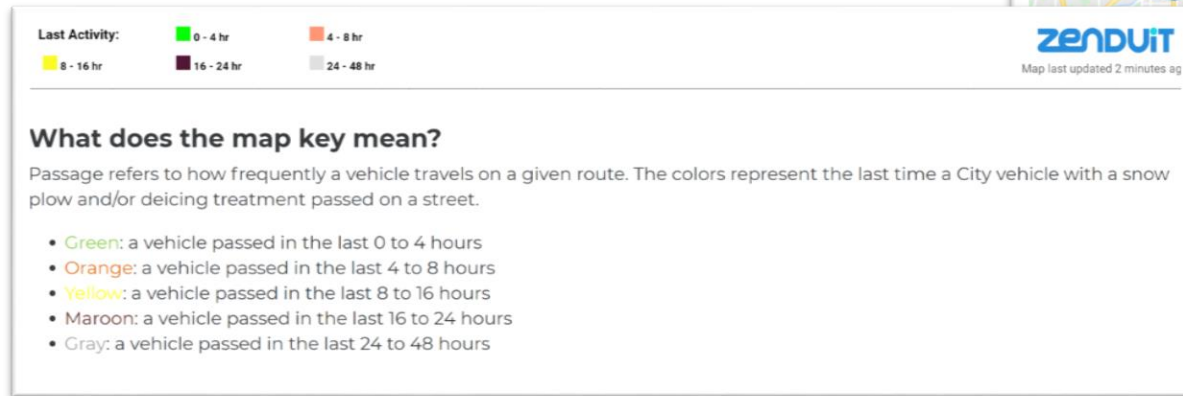 Last Activity: 0 - 4 hr 4 - 8 hr
8 - 16 hr 16 - 24 hr 24 - 48 hr
ZENDUiT
Map last updated 2 minutes ag
What does the map key mean?
Passage refers to how frequently a vehicle travels on a given route. The colors represent the last time a City vehicle with a snow
plow and/or deicing treatment passed on a street.
• Green: a vehicle passed in the last 0 to 4 hours
• Orange: a vehicle passed in the last 4 to 8 hours
• Yellow: a vehicle passed in the last 8 to 16 hours
• Maroon: a vehicle passed in the last 16 to 24 hours
• Gray: a vehicle passed in the last 24 to 48 hours